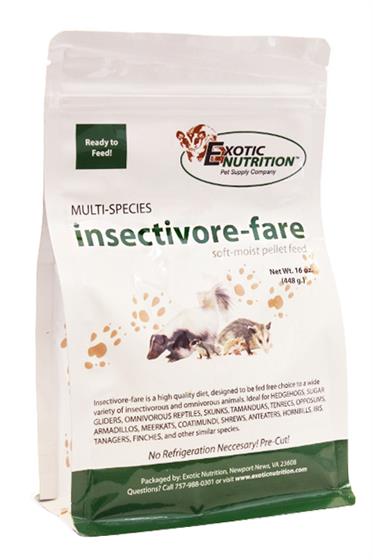 Ready to
Feed!
EXOTIC
NUTRITION™
Pet Supply Company
MULTI-SPECIES
insectivore-fare
soft-moist pellet feed
Net Wt. 16 oz.
(448 g.)
Insectivore-fare is a high quality diet, designed to be fed free choice to a wide
variety of insectivorous and omnivorous animals. Ideal for HEDGEHOGS, SUGAR
GLIDERS, OMNIVOROUS REPTILES, SKUNKS, TAMANDUAS, TENRECS, OPOSSUMS,
ARMADILLOS, MEERKATS, COATIMUNDI, SHREWS, ANTEATERS, HORNBILLS, IBIS,
TANAGERS, FINCHES, and other similar species.
No Refrigeration Neccesary! Pre-Cut!
Packaged by: Exotic Nutrition, Newport News, VA 23608
Questions? Call 757-988-0301 or visit www.exoticnutrition.com